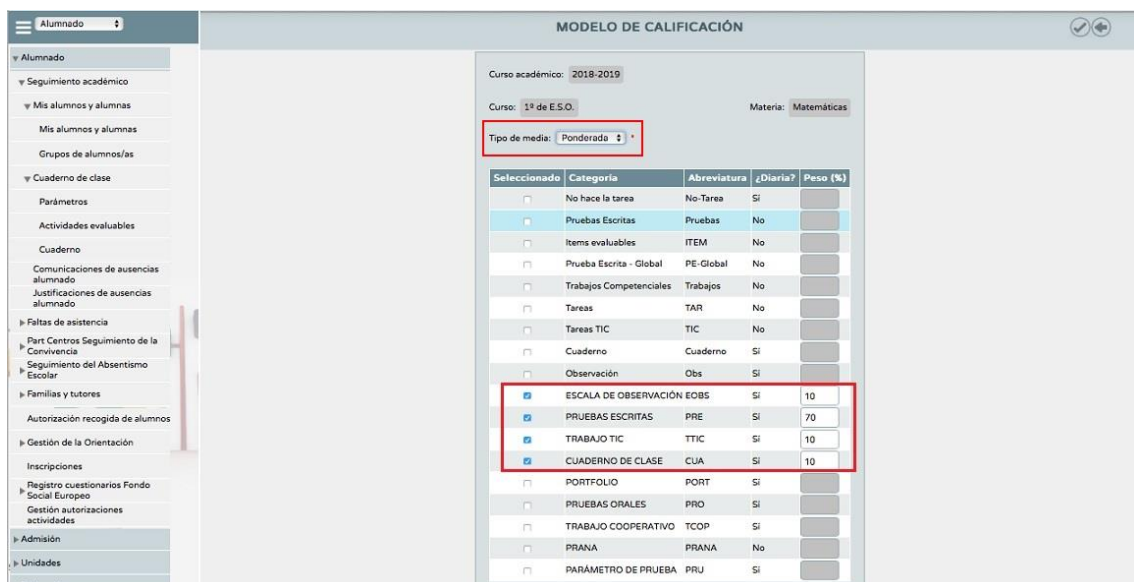 Alumnado
MODELO DE CALIFICACIÓN
Alumnado
Seguimiento académico
Mis alumnos y alumnas
Mis alumnos y alumnas
Grupos de alumnos/as
Cuaderno de clase
Parámetros
Actividades evaluables
Cuaderno
Comunicaciones de ausencias
alumnado
Justificaciones de ausencias
alumnado
Faltas de asistencia
Part Centros Seguimiento de la
Convivencia
Seguimiento del Absentismo
Escolar
Familias y tutores
Autorización recogida de alumnos
Gestión de la Orientación
Inscripciones
Registro cuestionarios Fondo
Social Europeo
Gestión autorizaciones
actividades
Admisión
Unidades
Curso académico: 2018-2019
Curso: 1º de E.S.O. Materia: Matemáticas
Tipo de media: Ponderada *
Seleccionado Categoría Abreviatura ¿Diaria? Peso (%)
No hace la tarea No-Tarea Sí
Pruebas Escritas Pruebas No
Items evaluables ITEM No
Prueba Escrita - Global PE-Global No
Trabajos Competenciales Trabajos No
Tareas TAR No
Tareas TIC TIC No
Cuaderno Cuaderno Sí
Observación Obs Sí
ESCALA DE OBSERVACIÓN EOBS Sí 10
PRUEBAS ESCRITAS PRE Sí 70
TRABAJO TIC TTIC Sí 10
CUADERNO DE CLASE CUA Sí 10
PORTFOLIO PORT Sí
PRUEBAS ORALES PRO Sí
TRABAJO COOPERATIVO TCOP Sí
PRANA PRANA No
PARÁMETRO DE PRUEBA PRU Sí